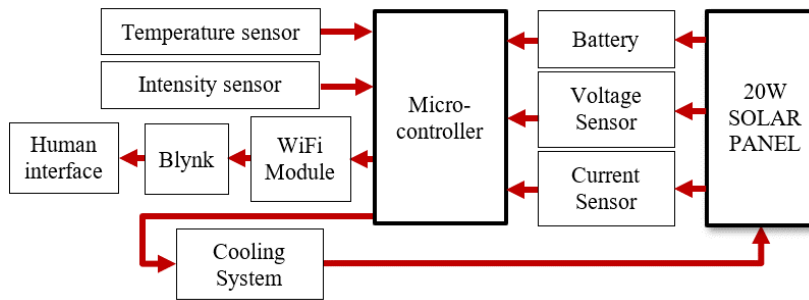 Temperature sensor
Intensity sensor
Human
interface
Blynk
WiFi
Module
Cooling
System
Micro-
controller
Battery
Voltage
Sensor
Current
Sensor
20W
SOLAR
PANEL